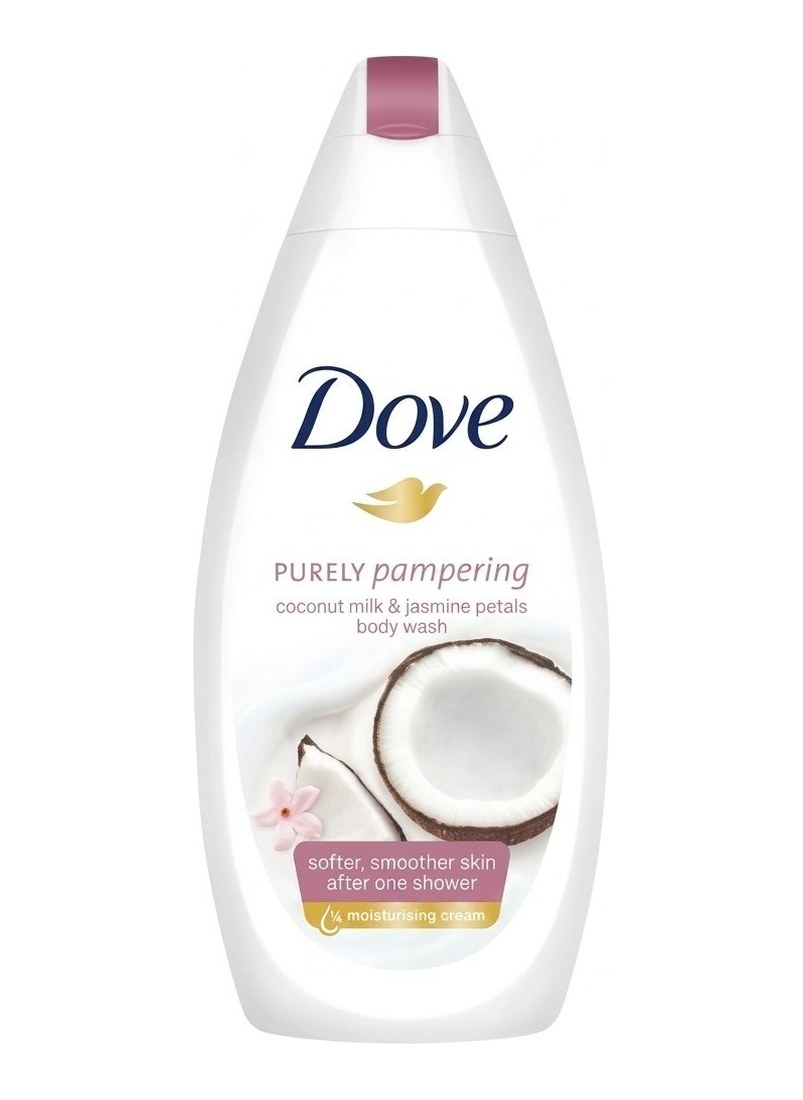 Dove
PURELY pampering
coconut milk & jasmine petals
body wash
softer, smoother skin
after one shower
¼ moisturising cream